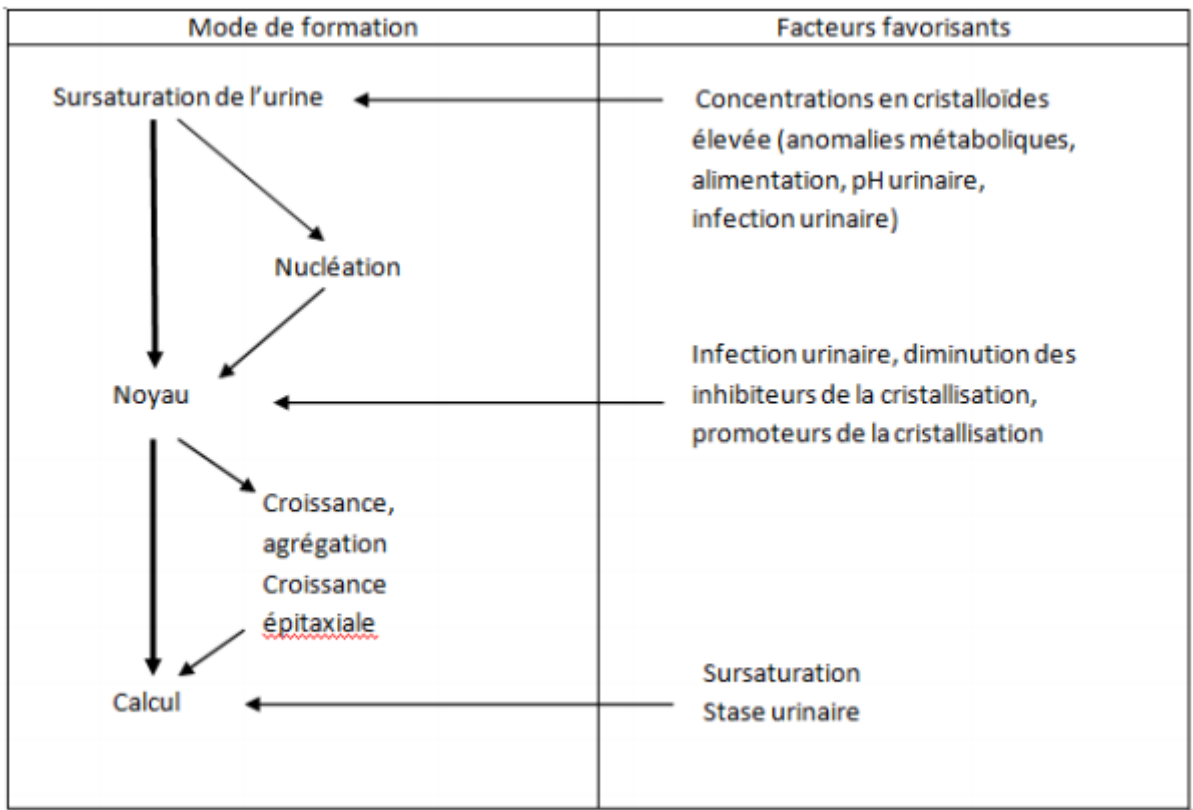 Mode de formation
Facteurs favorisants
Sursaturation de l'urine
Concentrations en cristalloïdes
élevée (anomalies métaboliques,
alimentation, pH urinaire,
infection urinaire)
Nucléation
Noyau
Infection urinaire, diminution des
inhibiteurs de la cristallisation,
promoteurs de la cristallisation
Croissance,
agrégation
Croissance
épitaxiale
Calcul
Sursaturation
Stase urinaire